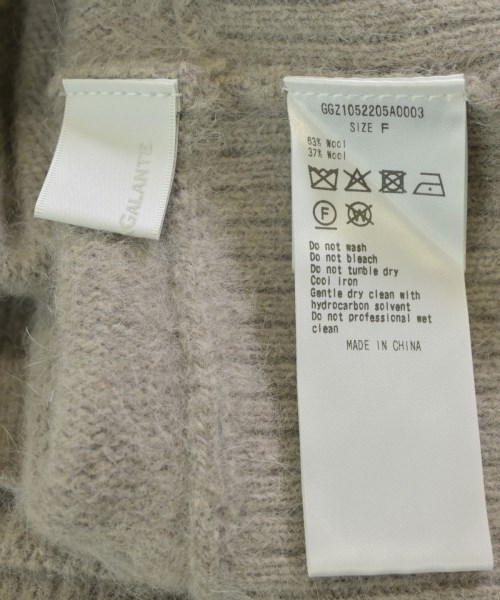 GALANTE
GGZ1052205A0003
SIZE F
63% Wool
37% Wool
F
W
Do not wash
Do not bleach
Do not tumble dry
Cool iron
Gentle dry clean with
hydrocarbon solvent
Do not professional wet
clean
MADE IN CHINA